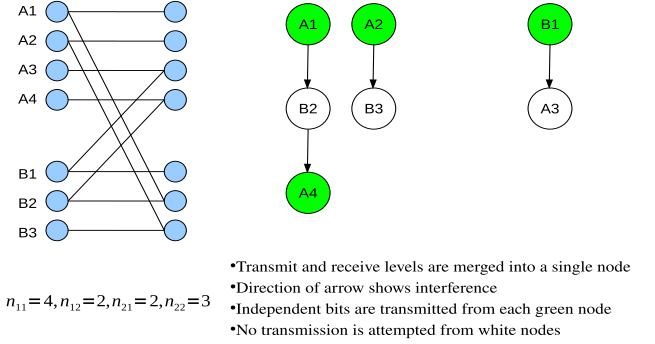 A1
A2
A3
A4
B1
B2
B3
A1
A2
B1
B2
B3
A3
A4
n₁₁=4, n₁₂=2, n₂₁=2, n₂₂=3
•Transmit and receive levels are merged into a single node
•Direction of arrow shows interference
•Independent bits are transmitted from each green node
•No transmission is attempted from white nodes